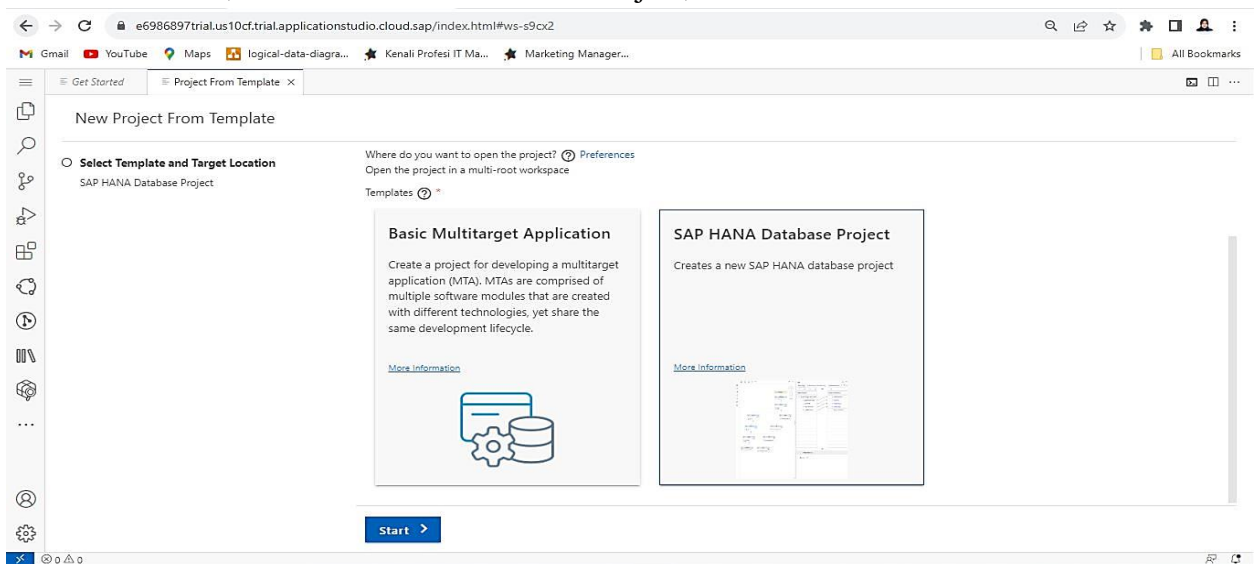 e6986897trial.us10cf.trial.applicationstudio.cloud.sap/index.html#ws-s9cx2
Gmail YouTube Maps logical-data-diagra... Kenali Profesi IT Ma... Marketing Manager... All Bookmarks
Get Started Project From Template ×
New Project From Template
Select Template and Target Location
SAP HANA Database Project
Where do you want to open the project? Preferences
Open the project in a multi-root workspace
Templates *
Basic Multitarget Application
Create a project for developing a multitarget
application (MTA). MTAs are comprised of
multiple software modules that are created
with different technologies, yet share the
same development lifecycle.
More Information
SAP HANA Database Project
Creates a new SAP HANA database project
More Information
Start >
0 0